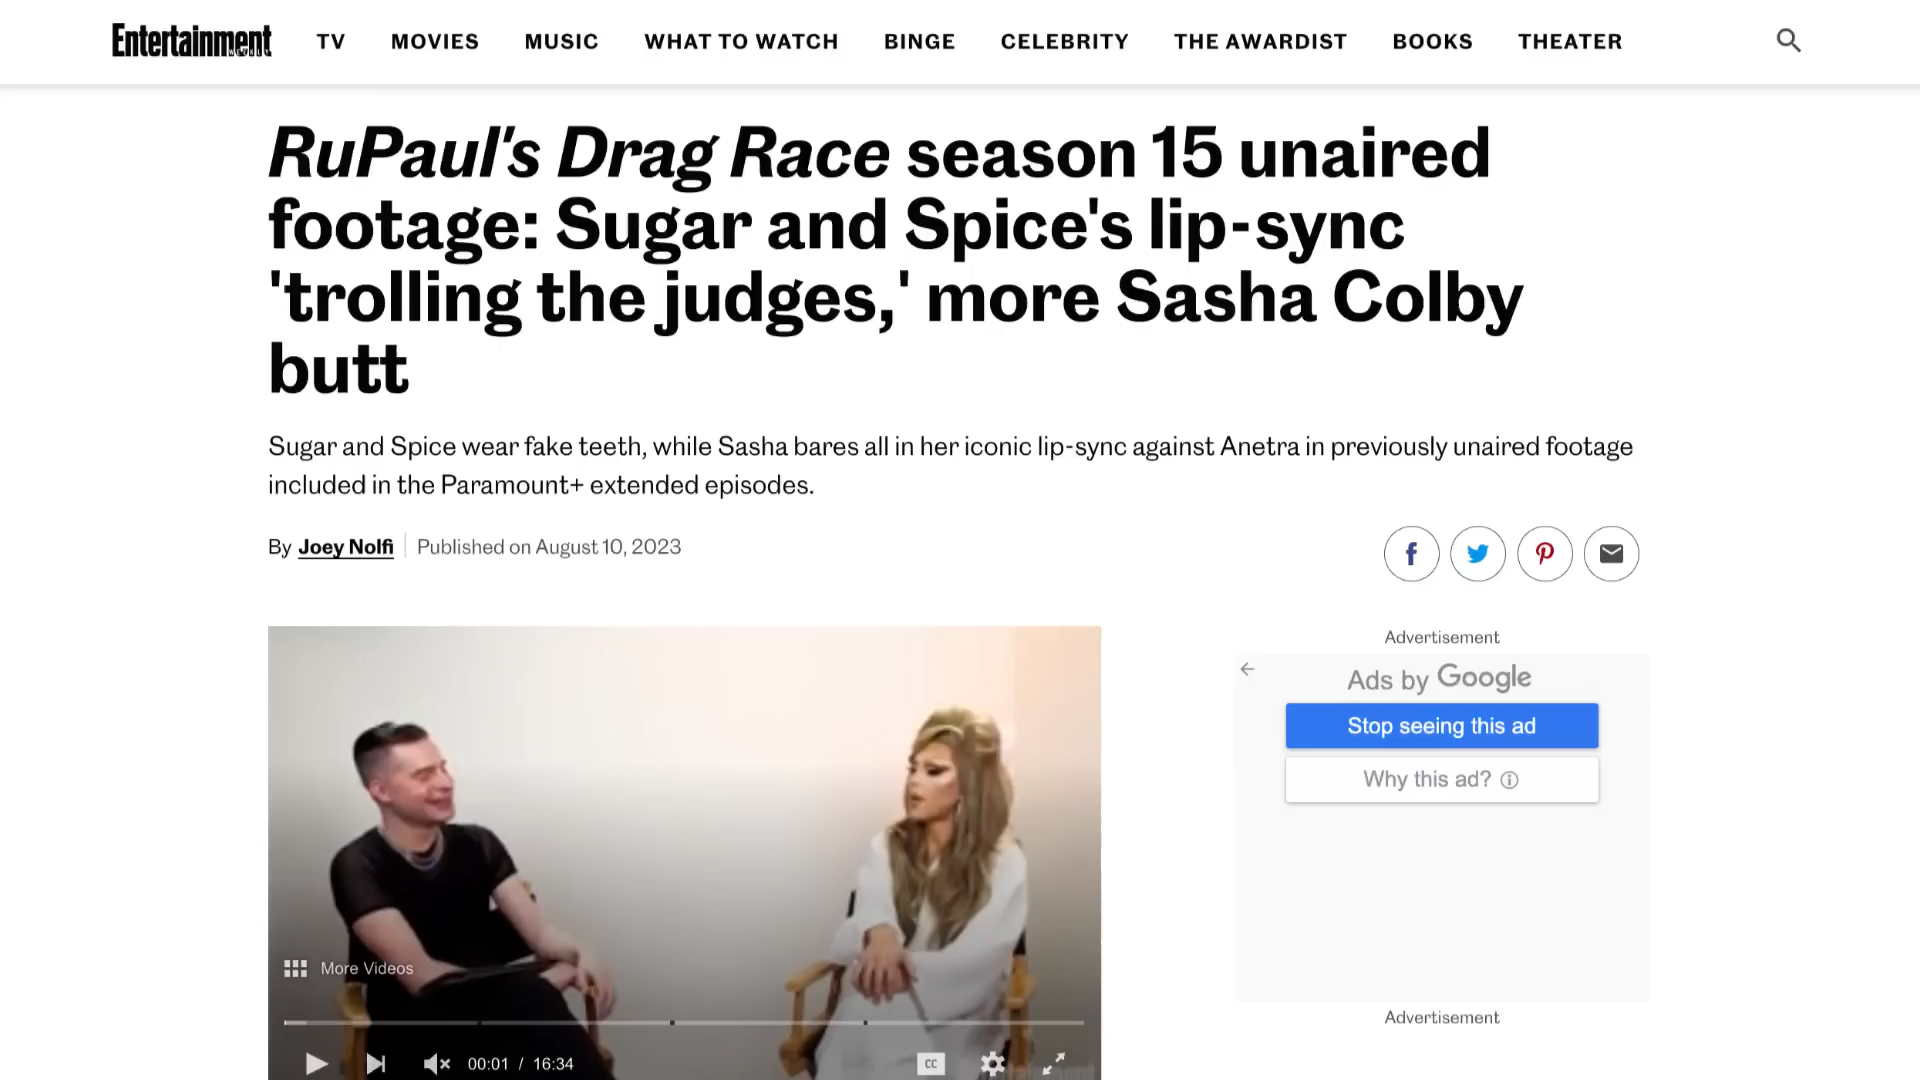 Entertainment WEEKLY TV MOVIES MUSIC WHAT TO WATCH BINGE CELEBRITY THE AWARDIST BOOKS THEATER
RuPaul's Drag Race season 15 unaired
footage: Sugar and Spice's lip-sync
'trolling the judges,' more Sasha Colby
butt
Sugar and Spice wear fake teeth, while Sasha bares all in her iconic lip-sync against Anetra in previously unaired footage
included in the Paramount+ extended episodes.
By Joey Nolfi Published on August 10, 2023
Advertisement
Ads by Google
Stop seeing this ad
Why this ad?
More Videos
00:01 / 16:34
CC
Advertisement